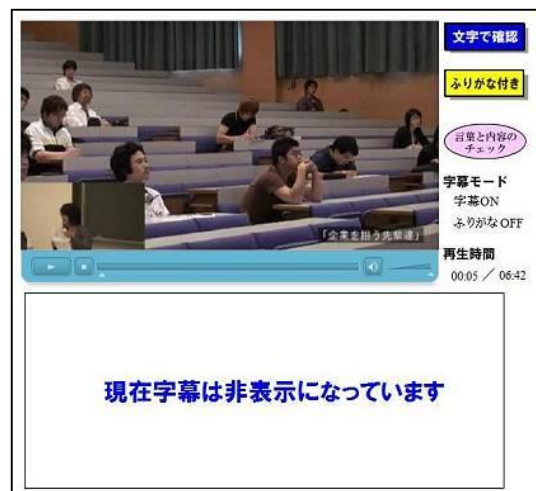 文字で確認
ふりがな付き
言葉と内容の
チェック
字幕モード
字幕ON
ふりがなOFF
「企業を担う先輩達」
再生時間
00:05 / 06:42
現在字幕は非表示になっています